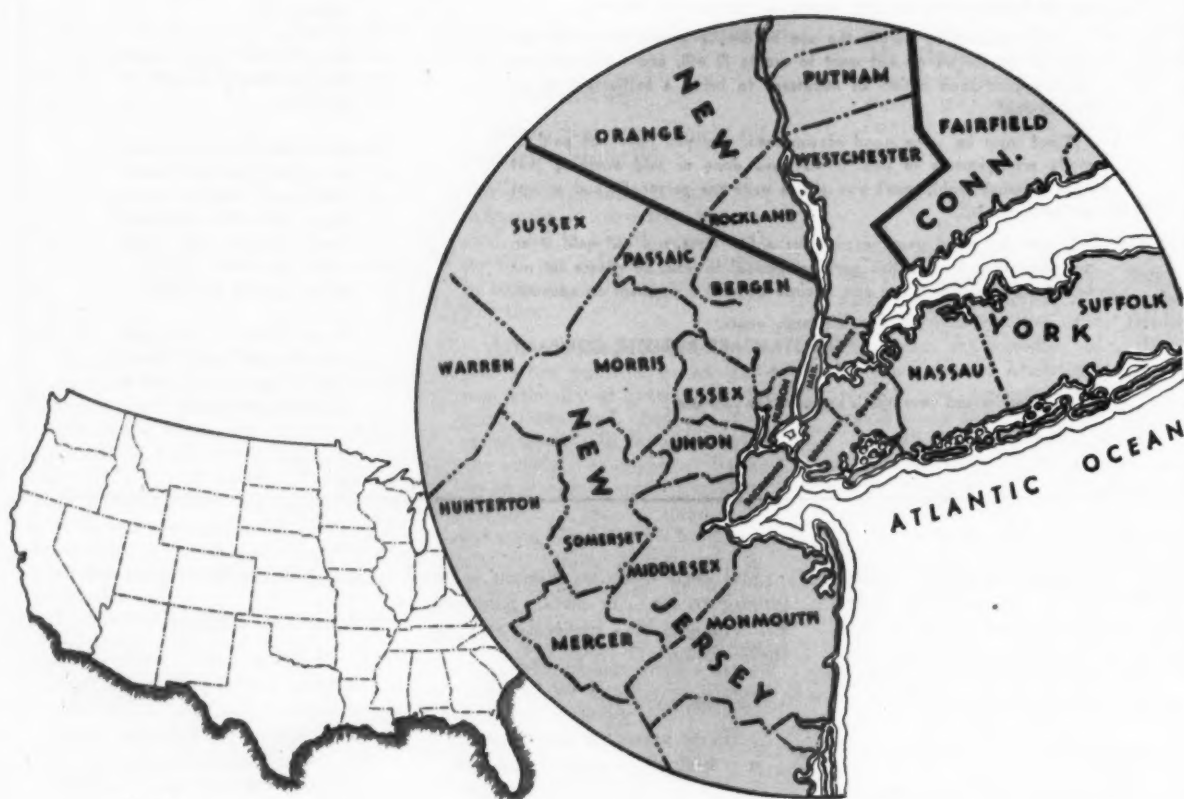 PUTNAM
NEW
ORANGE
FAIRFIELD
WESTCHESTER
CONN.
ROCKLAND
SUSSEX
PASSAIC
BERGEN
SUFFOLK
YORK
WARREN
MORRIS
NASSAU
ESSEX
HUDSON
NEW
UNION
ATLANTIC OCEAN
HUNTERTON
SOMERSET
MIDDLESEX
JERSEY
MONMOUTH
MERCER